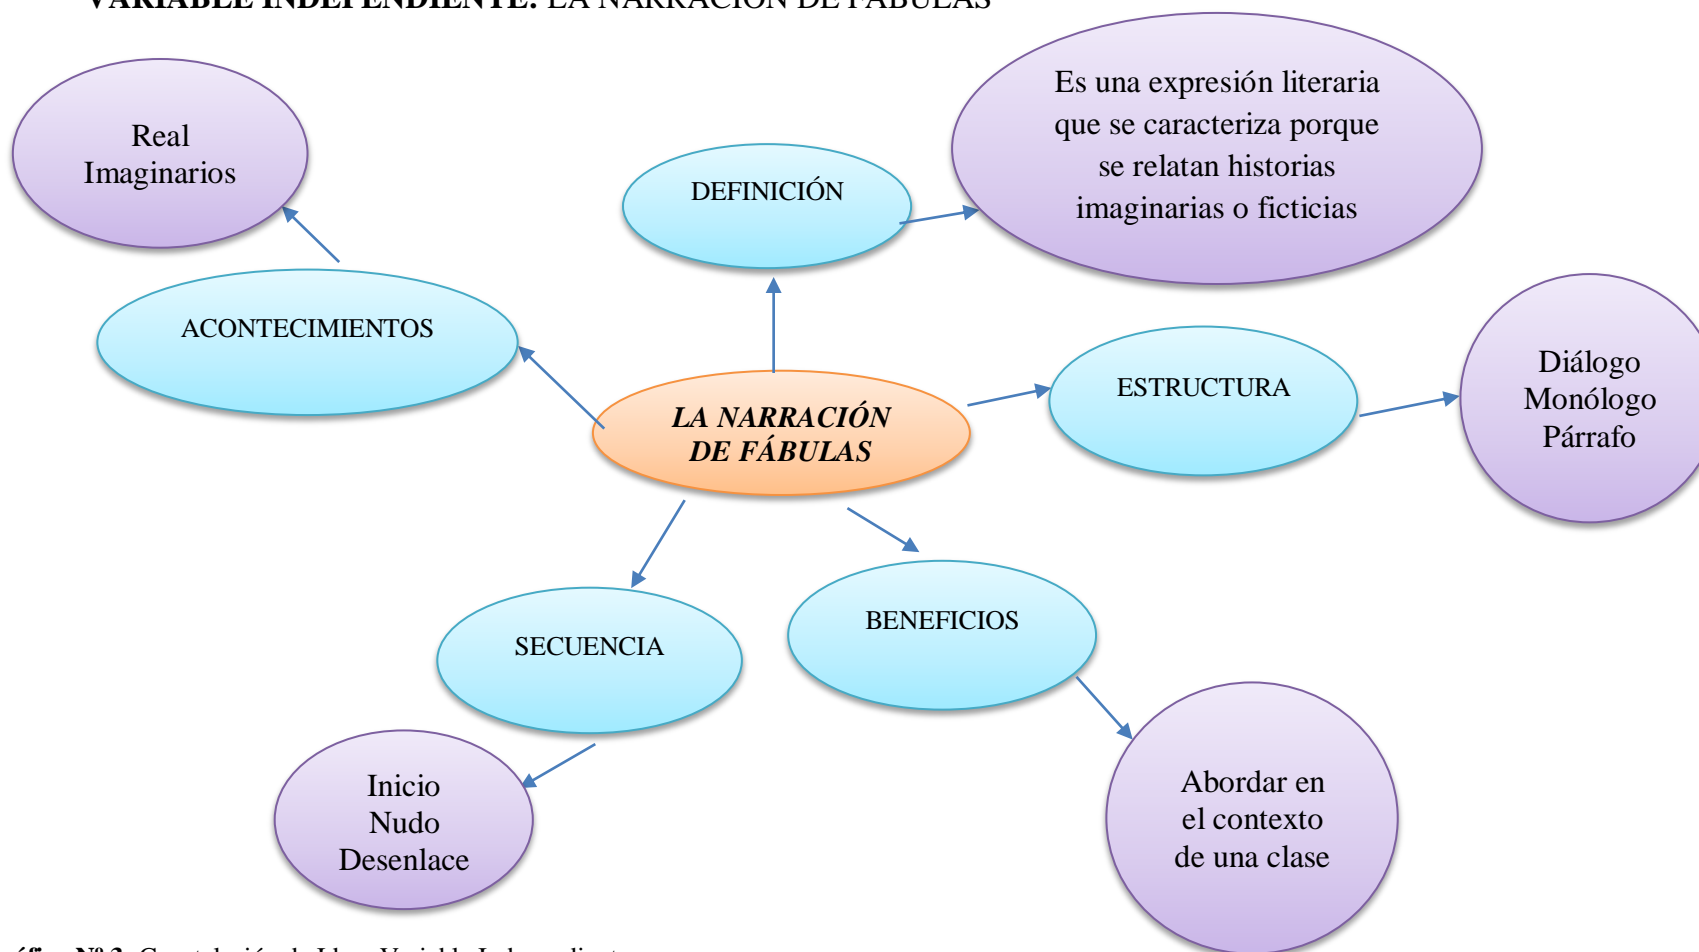 VARIABLE INDEPENDIENTE: LA NARRACIÓN DE FÁBULAS
Es una expresión literaria
que se caracteriza porque
se relatan historias
imaginarias o ficticias
Real
Imaginarios
DEFINICIÓN
ACONTECIMIENTOS
ESTRUCTURA
Diálogo
Monólogo
Párrafo
LA NARRACIÓN
DE FÁBULAS
SECUENCIA
BENEFICIOS
Inicio
Nudo
Desenlace
Abordar en
el contexto
de una clase